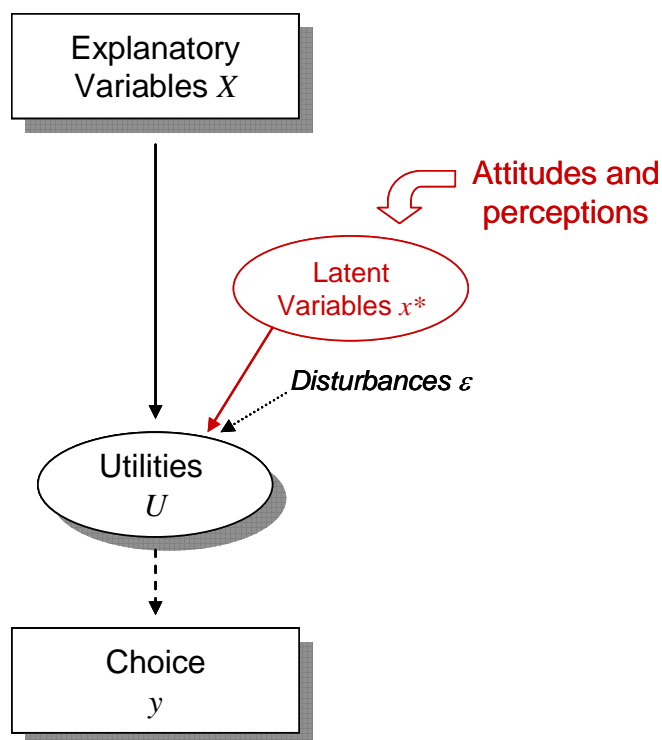 Explanatory
Variables X
Attitudes and
perceptions
Latent
Variables x*
Disturbances ε
Utilities
U
Choice
y